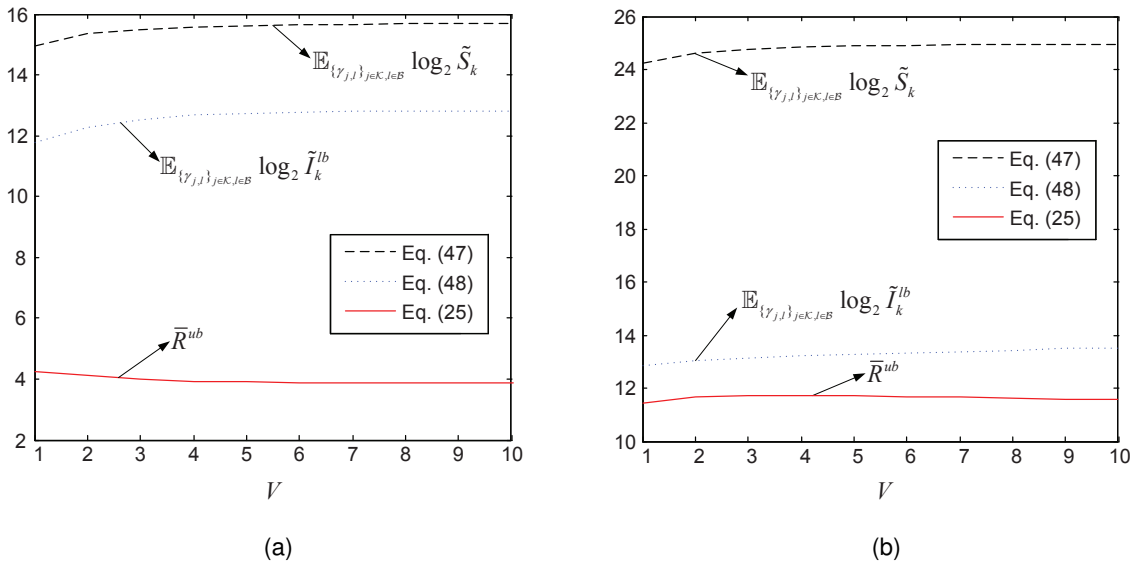 16
14
12
10
8
6
4
2
𝔼_{{γ_{j,l}}_{j∈𝒦,l∈ℬ}} log₂ S̃_k
𝔼_{{γ_{j,l}}_{j∈𝒦,l∈ℬ}} log₂ Ĩ_k^{lb}
Eq. (47)
Eq. (48)
Eq. (25)
R̄^{ub}
1 2 3 4 5 6 7 8 9 10
V
(a)
26
24
22
20
18
16
14
12
10
𝔼_{{γ_{j,l}}_{j∈𝒦,l∈ℬ}} log₂ S̃_k
Eq. (47)
Eq. (48)
Eq. (25)
𝔼_{{γ_{j,l}}_{j∈𝒦,l∈ℬ}} log₂ Ĩ_k^{lb}
R̄^{ub}
1 2 3 4 5 6 7 8 9 10
V
(b)